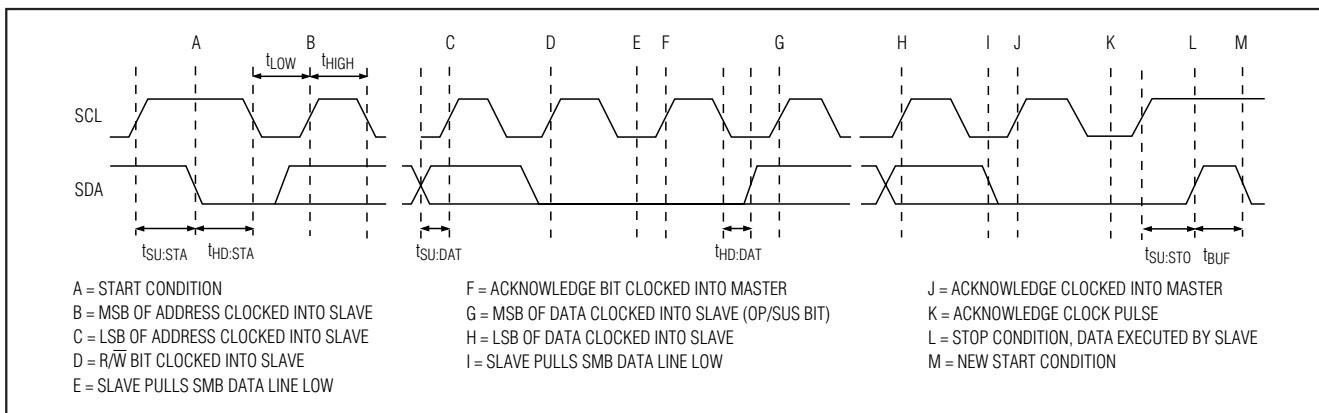 A B C D E F G H I J K L M
tLOW tHIGH
SCL
SDA
tSU:STA tHD:STA tSU:DAT tHD:DAT tSU:STO tBUF
A = START CONDITION
B = MSB OF ADDRESS CLOCKED INTO SLAVE
C = LSB OF ADDRESS CLOCKED INTO SLAVE
D = R/W̅ BIT CLOCKED INTO SLAVE
E = SLAVE PULLS SMB DATA LINE LOW
F = ACKNOWLEDGE BIT CLOCKED INTO MASTER
G = MSB OF DATA CLOCKED INTO SLAVE (OP/SUS BIT)
H = LSB OF DATA CLOCKED INTO SLAVE
I = SLAVE PULLS SMB DATA LINE LOW
J = ACKNOWLEDGE CLOCKED INTO MASTER
K = ACKNOWLEDGE CLOCK PULSE
L = STOP CONDITION, DATA EXECUTED BY SLAVE
M = NEW START CONDITION